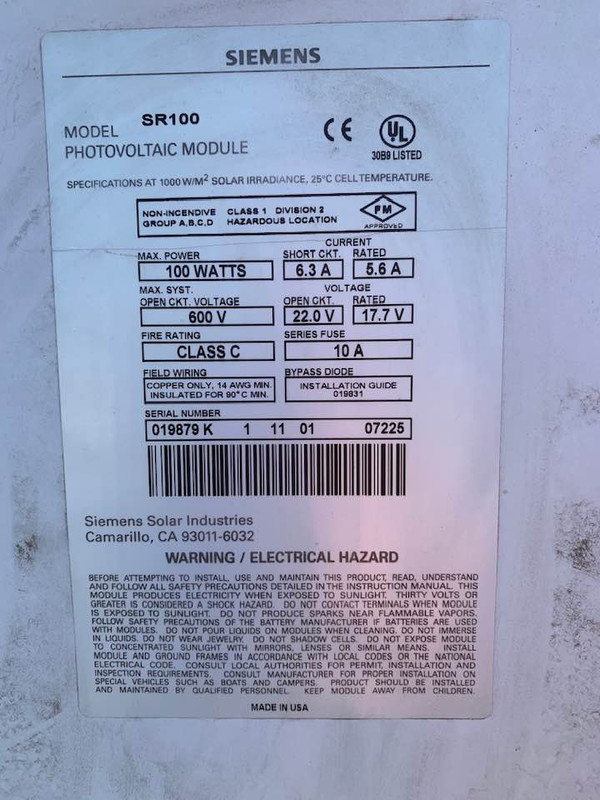 SIEMENS
MODEL SR100
PHOTOVOLTAIC MODULE
CE UL
30B9 LISTED
SPECIFICATIONS AT 1000 W/M² SOLAR IRRADIANCE, 25°C CELL TEMPERATURE.
NON-INCENDIVE CLASS 1 DIVISION 2
GROUP A,B,C,D HAZARDOUS LOCATION
FM
APPROVED
CURRENT
MAX. POWER SHORT CKT. RATED
100 WATTS 6.3 A 5.6 A
MAX. SYST. VOLTAGE
OPEN CKT. VOLTAGE OPEN CKT. RATED
600 V 22.0 V 17.7 V
FIRE RATING SERIES FUSE
CLASS C 10 A
FIELD WIRING BYPASS DIODE
COPPER ONLY, 14 AWG MIN. INSTALLATION GUIDE
INSULATED FOR 90°C MIN. 019831
SERIAL NUMBER
019879 K 1 11 01 07225
Siemens Solar Industries
Camarillo, CA 93011-6032
WARNING / ELECTRICAL HAZARD
BEFORE ATTEMPTING TO INSTALL, USE AND MAINTAIN THIS PRODUCT, READ, UNDERSTAND
AND FOLLOW ALL SAFETY PRECAUTIONS DETAILED IN THE INSTRUCTION MANUAL. THIS
MODULE PRODUCES ELECTRICITY WHEN EXPOSED TO SUNLIGHT. THIRTY VOLTS OR
GREATER IS CONSIDERED A SHOCK HAZARD. DO NOT CONTACT TERMINALS WHEN MODULE
IS EXPOSED TO SUNLIGHT. DO NOT PRODUCE SPARKS NEAR FLAMMABLE VAPORS.
FOLLOW SAFETY PRECAUTIONS OF THE BATTERY MANUFACTURER IF BATTERIES ARE USED
WITH MODULES. DO NOT POUR LIQUIDS ON MODULES WHEN CLEANING. DO NOT IMMERSE
IN LIQUIDS. DO NOT WEAR JEWELRY. DO NOT SHADOW CELLS. DO NOT EXPOSE MODULE
TO CONCENTRATED SUNLIGHT WITH MIRRORS, LENSES OR SIMILAR MEANS. INSTALL
MODULE AND GROUND FRAMES IN ACCORDANCE WITH LOCAL CODES OR THE NATIONAL
ELECTRICAL CODE. CONSULT LOCAL AUTHORITIES FOR PERMIT, INSTALLATION AND
INSPECTION REQUIREMENTS. CONSULT MANUFACTURER FOR PROPER INSTALLATION ON
SPECIAL VEHICLES SUCH AS BOATS AND CAMPERS. PRODUCT SHOULD BE INSTALLED
AND MAINTAINED BY QUALIFIED PERSONNEL. KEEP MODULE AWAY FROM CHILDREN.
MADE IN USA